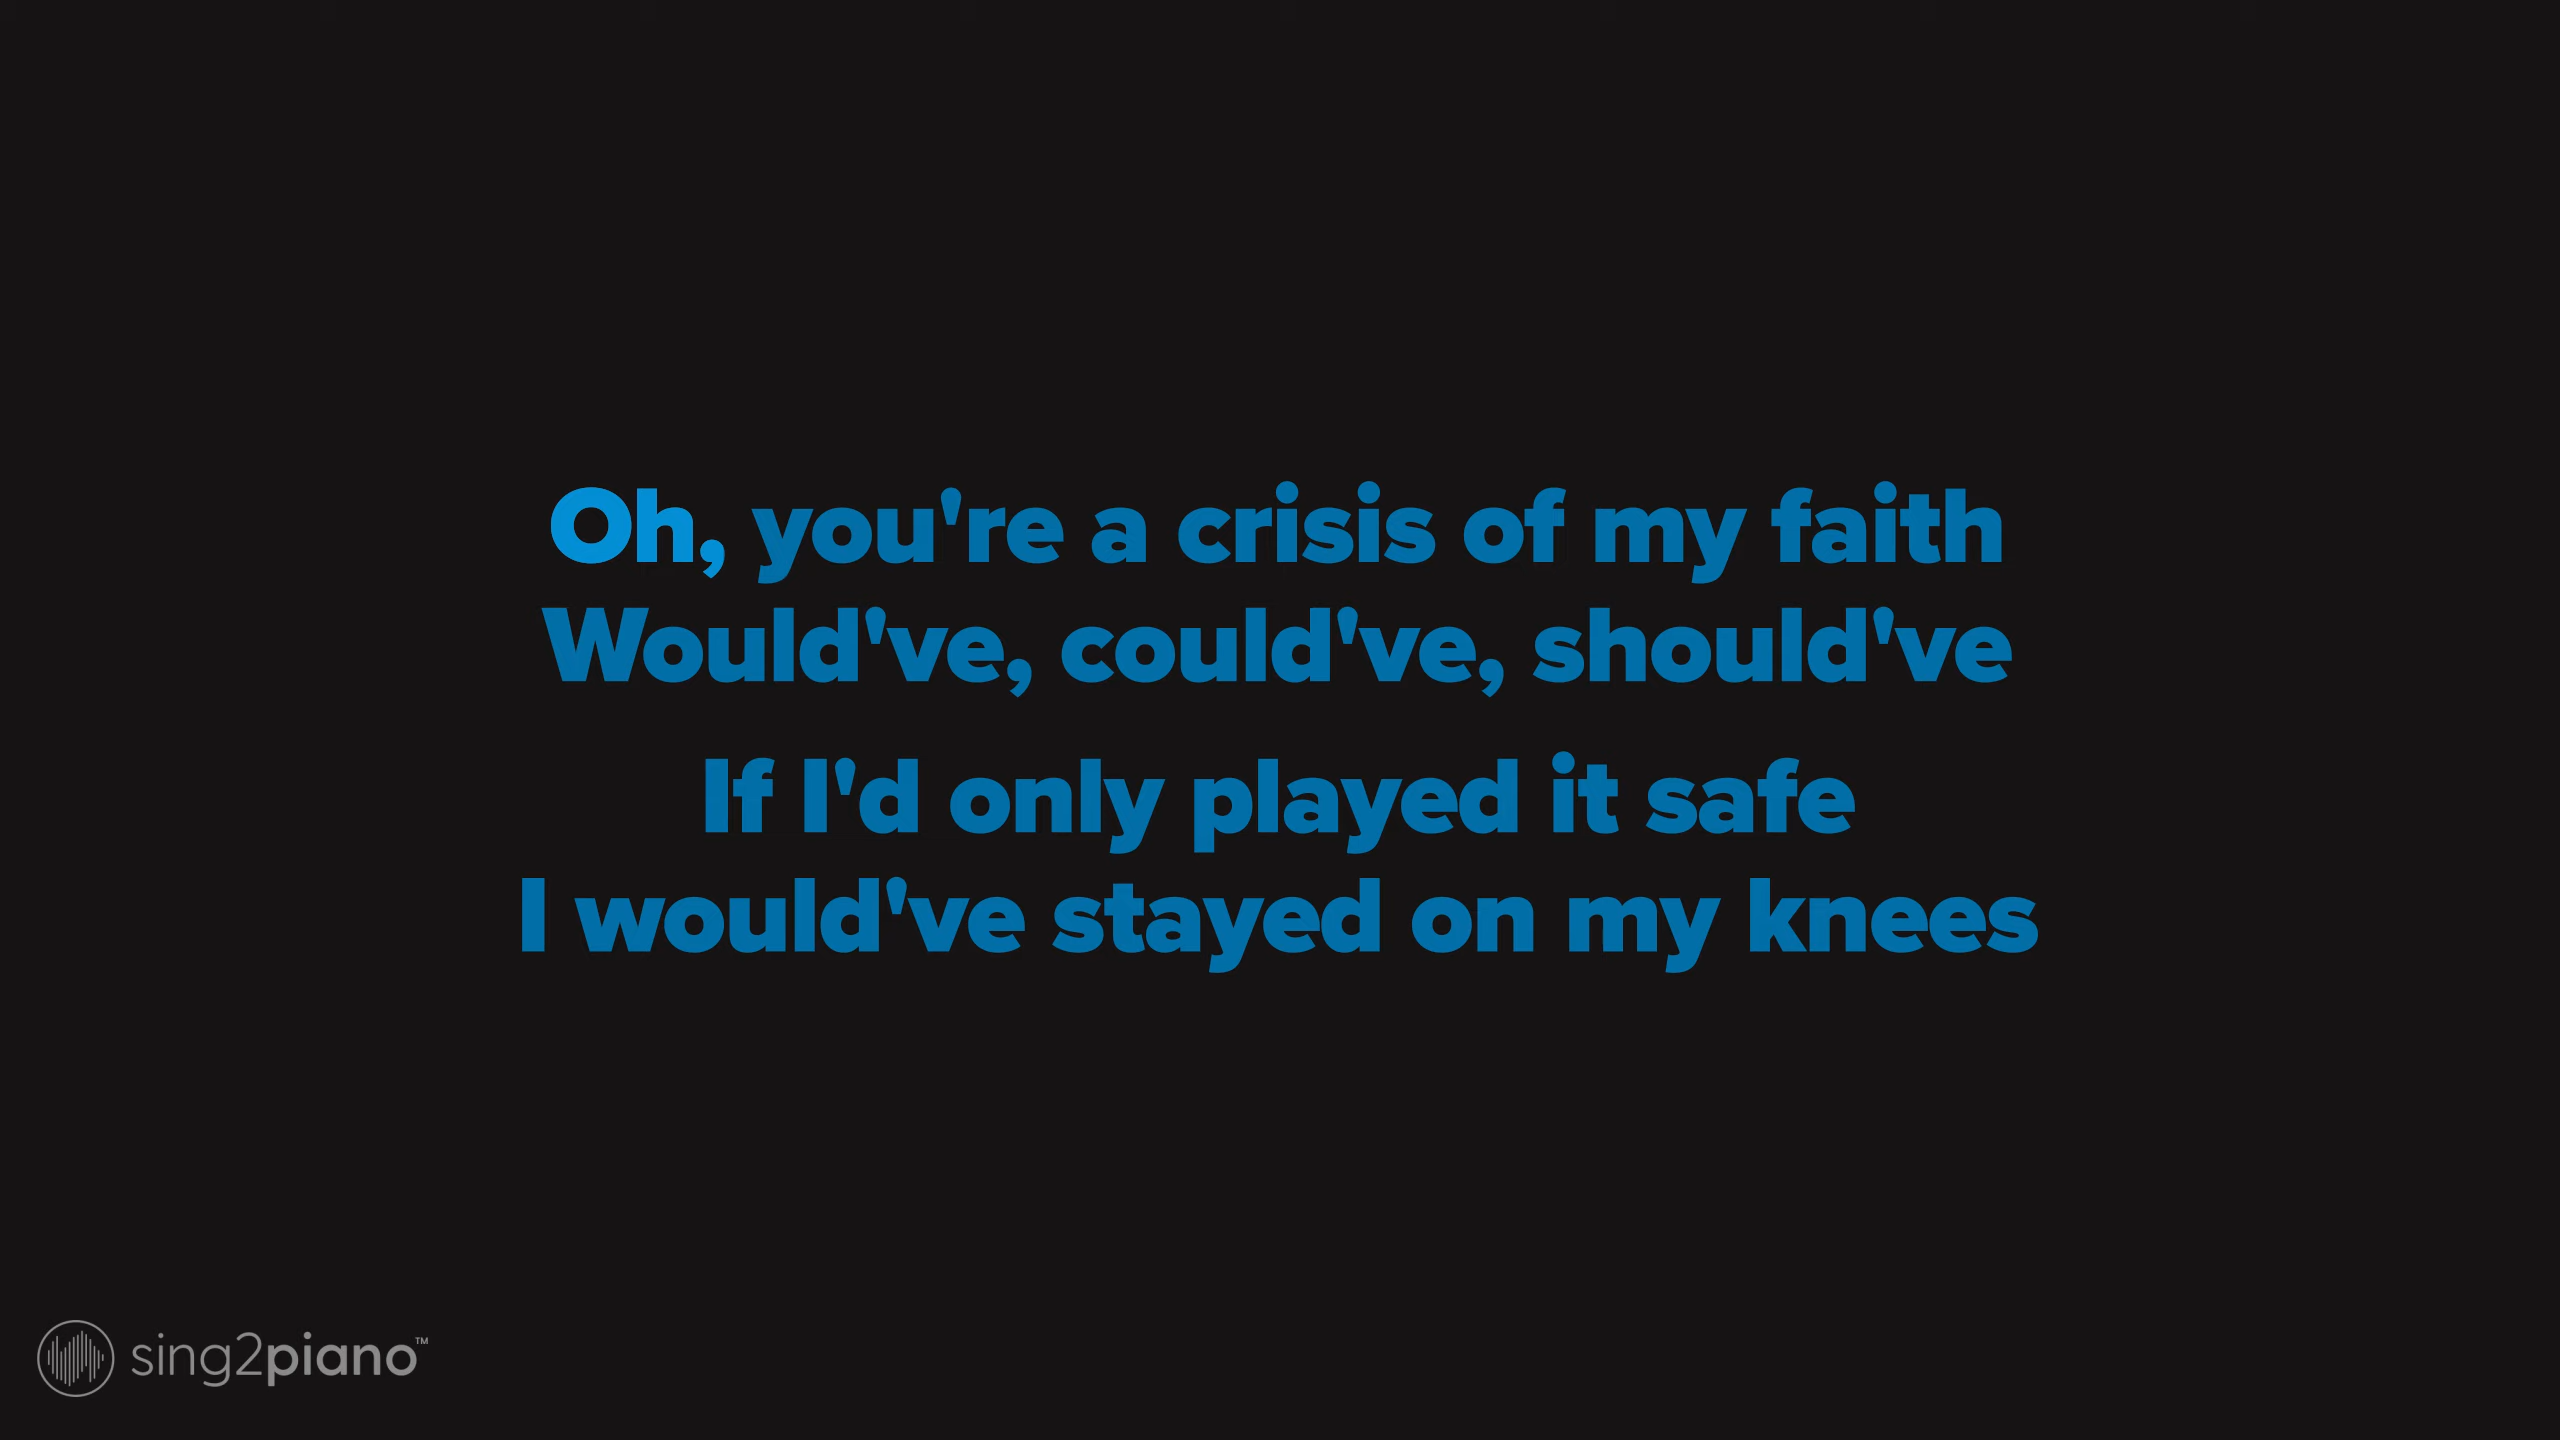 Oh, you're a crisis of my faith
Would've, could've, should've
If I'd only played it safe
I would've stayed on my knees
sing2piano™